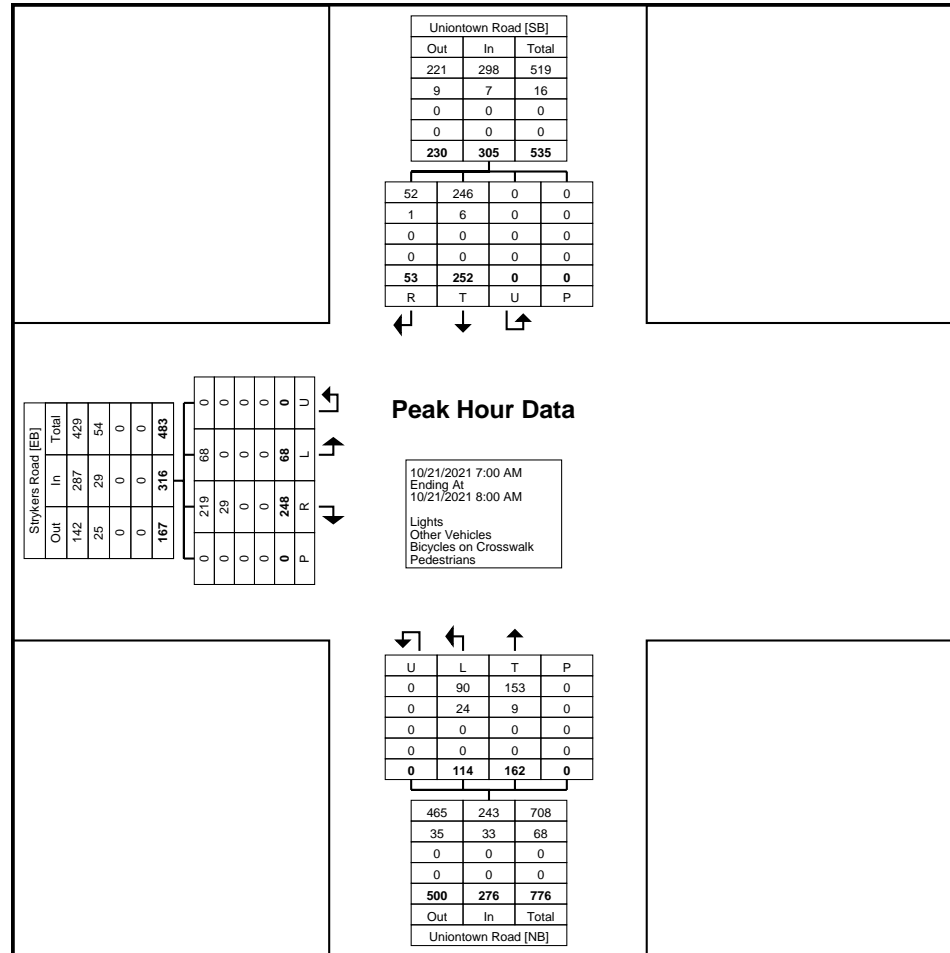 Uniontown Road [SB]
Out In Total
221 298 519
9 7 16
0 0 0
0 0 0
230 305 535
52 246 0 0
1 6 0 0
0 0 0 0
0 0 0 0
53 252 0 0
R T U P
Strykers Road [EB]
Total 429 54 0 0 483
In 287 29 0 0 316
Out 142 25 0 0 167
0 0 0 0 0 U
68 0 0 0 68 L
219 29 0 0 248 R
0 0 0 0 0 P
Peak Hour Data
10/21/2021 7:00 AM
Ending At
10/21/2021 8:00 AM
Lights
Other Vehicles
Bicycles on Crosswalk
Pedestrians
U L T P
0 90 153 0
0 24 9 0
0 0 0 0
0 0 0 0
0 114 162 0
465 243 708
35 33 68
0 0 0
0 0 0
500 276 776
Out In Total
Uniontown Road [NB]